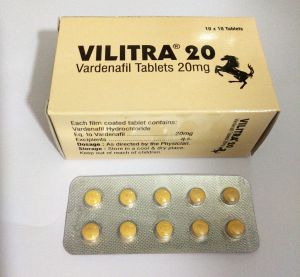 10 x 10 Tablets
VILITRA® 20
Vardenafil Tablets 20mg
Each film coated tablet contains:
Vardenafil Hydrochloride
Eq. to Vardenafil 20mg
Excipients q.s.
Dosage : As directed by the Physician.
Storage : Store in a cool & dry place.
Keep out of reach of children.